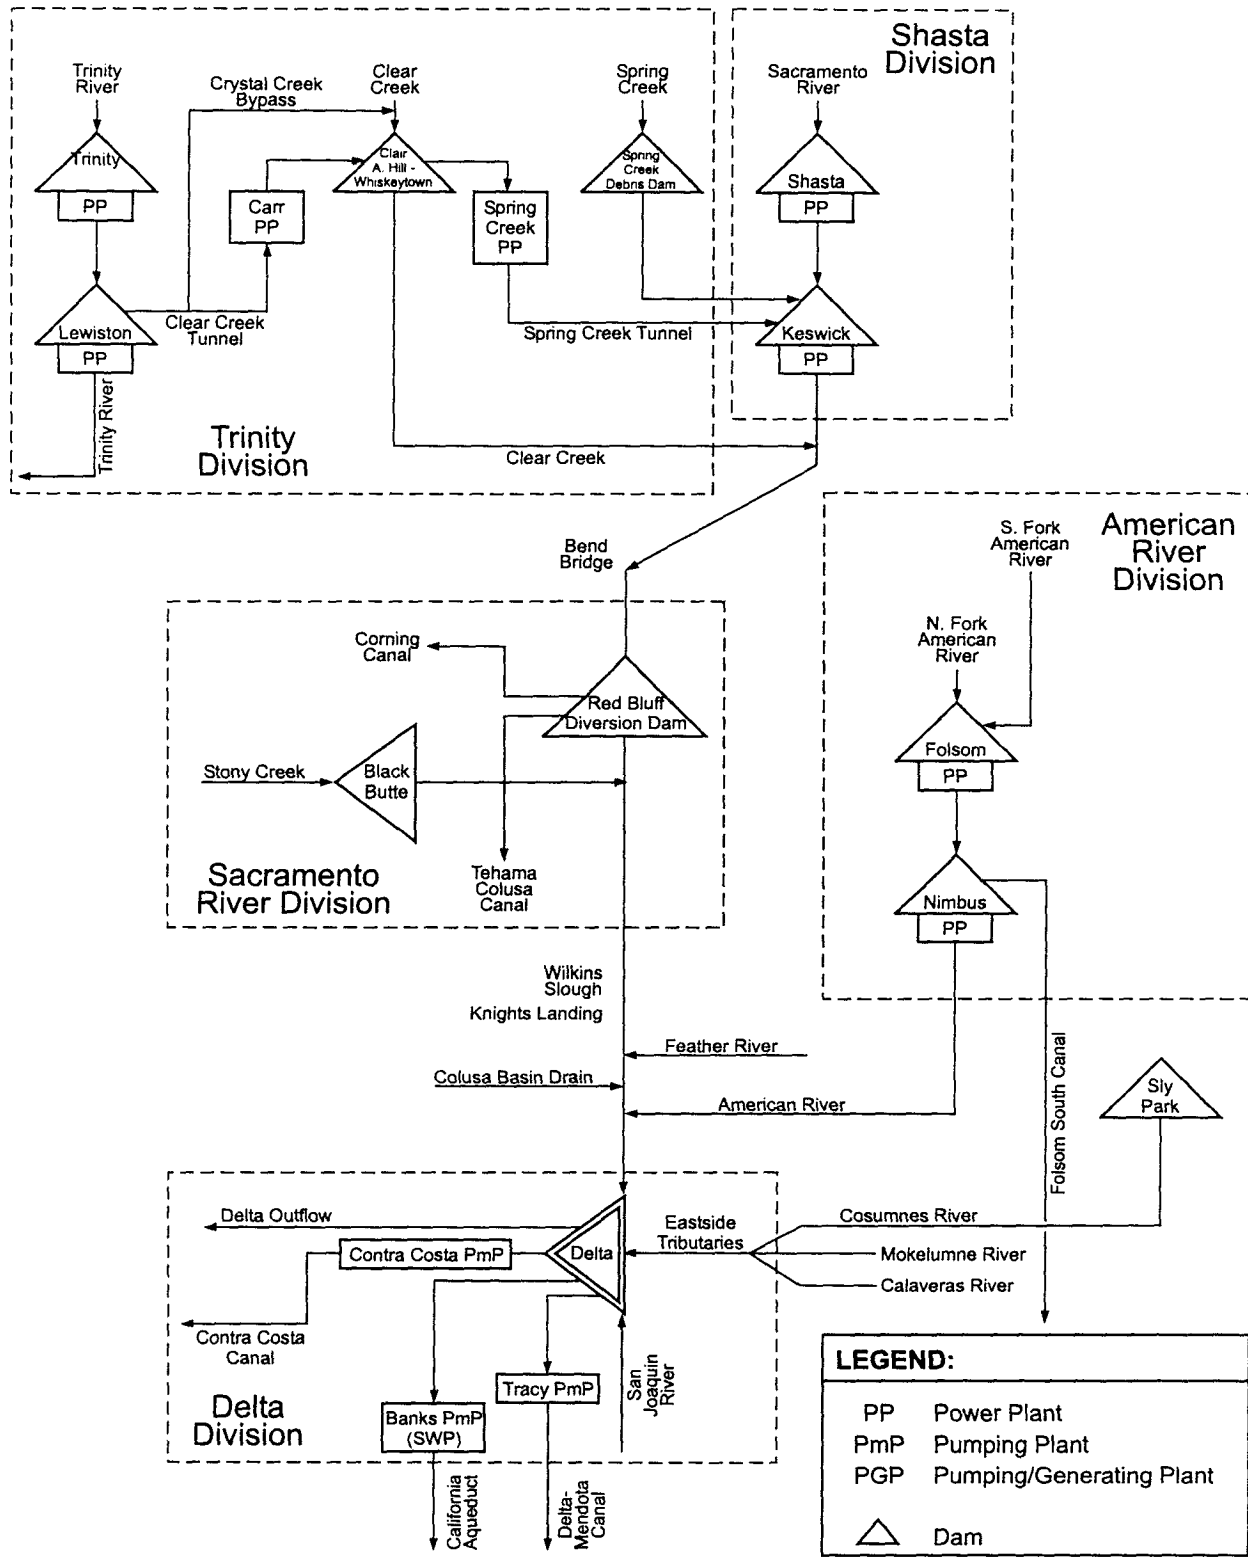 Shasta
Division
Trinity
River
Crystal Creek
Bypass
Clear
Creek
Spring
Creek
Sacramento
River
Trinity
PP
Carr
PP
Clair
A. Hill -
Whiskeytown
Spring
Creek
PP
Spring
Creek
Debris Dam
Shasta
PP
Lewiston
PP
Clear Creek
Tunnel
Spring Creek Tunnel
Keswick
PP
Trinity River
Trinity
Division
Clear Creek
American
River
Division
S. Fork
American
River
Bend
Bridge
N. Fork
American
River
Corning
Canal
Red Bluff
Diversion Dam
Folsom
PP
Stony Creek
Black
Butte
Sacramento
River Division
Tehama
Colusa
Canal
Nimbus
PP
Wilkins
Slough
Knights Landing
Feather River
Colusa Basin Drain
American River
Folsom South Canal
Sly
Park
Delta Outflow
Delta
Eastside
Tributaries
Cosumnes River
Mokelumne River
Calaveras River
Contra Costa PmP
Contra Costa
Canal
Tracy PmP
San
Joaquin
River
Delta
Division
Banks PmP
(SWP)
California
Aqueduct
Delta-
Mendota
Canal
LEGEND:
PP Power Plant
PmP Pumping Plant
PGP Pumping/Generating Plant
Dam